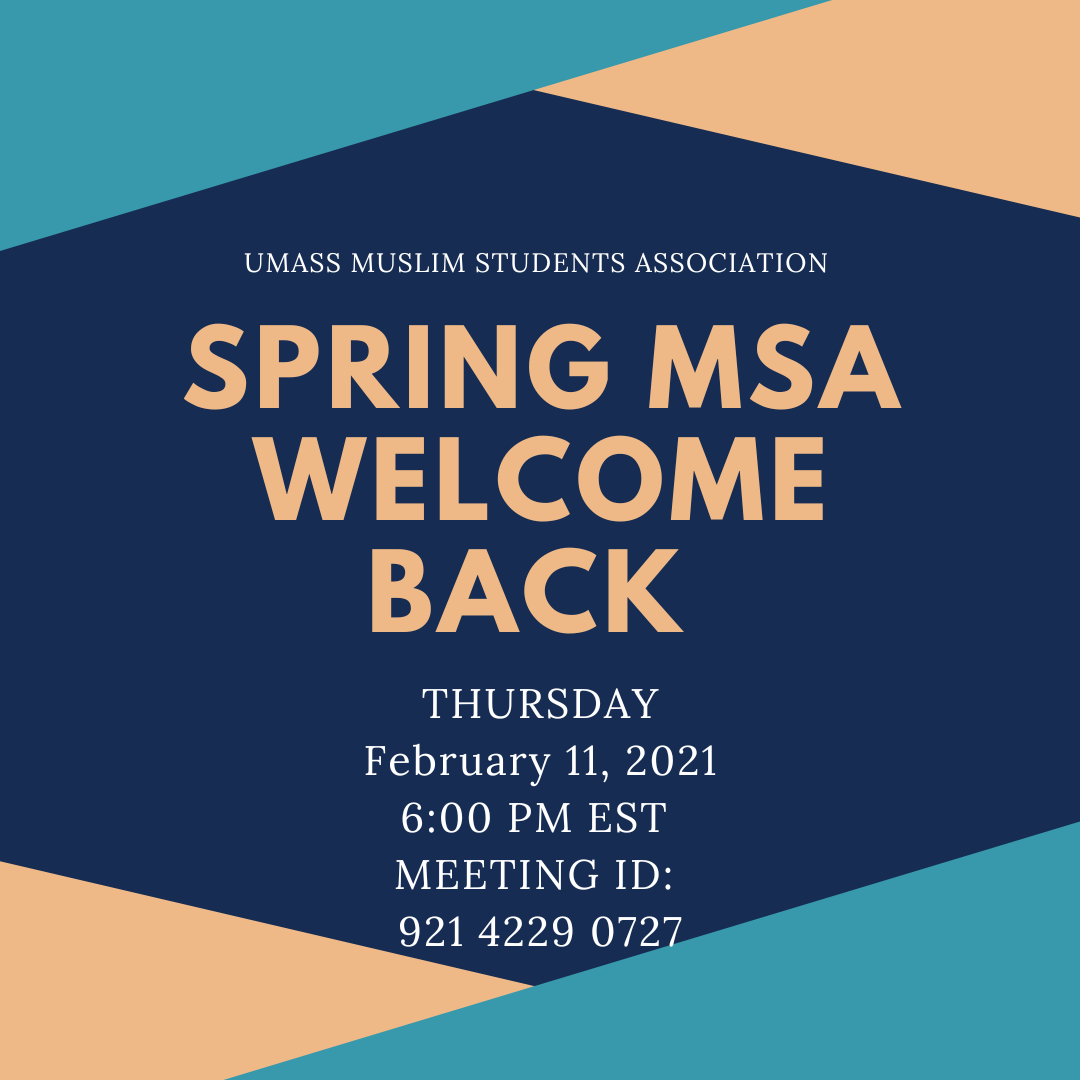 UMASS MUSLIM STUDENTS ASSOCIATION
SPRING MSA
WELCOME
BACK
THURSDAY
February 11, 2021
6:00 PM EST
MEETING ID:
921 4229 0727